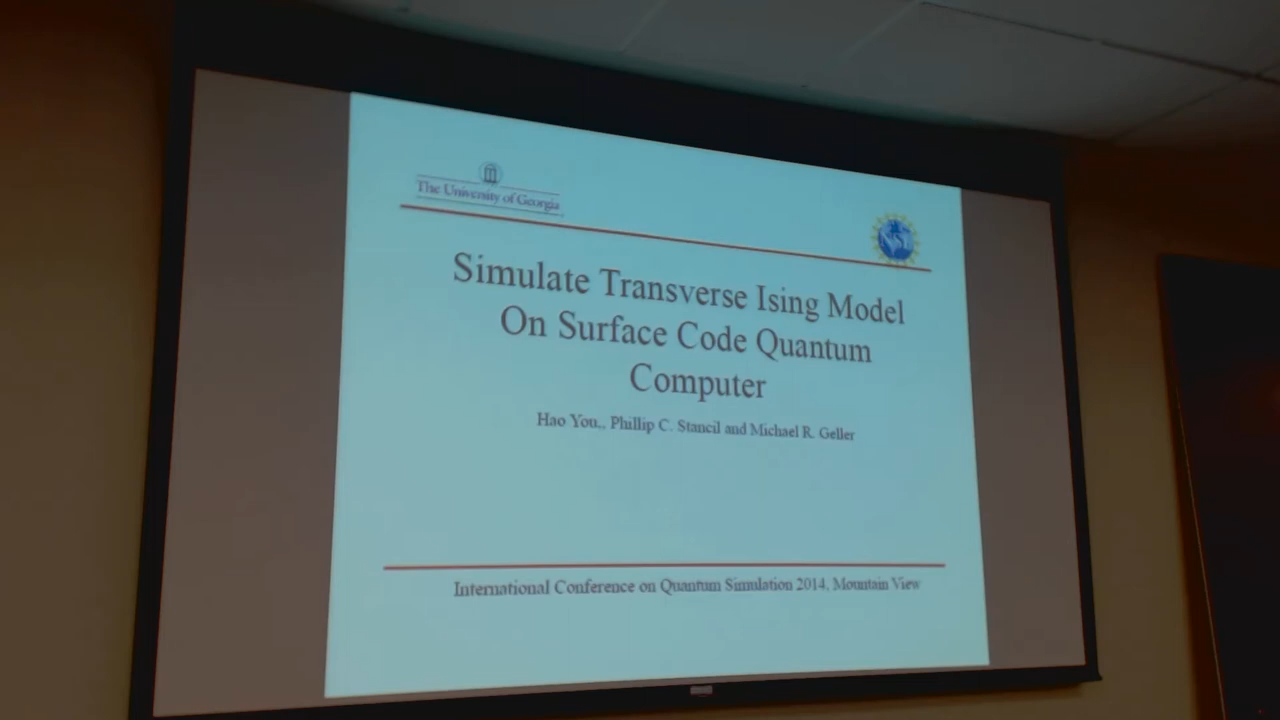 The University of Georgia
NSF
Simulate Transverse Ising Model
On Surface Code Quantum
Computer
Hao You,, Phillip C. Stancil and Michael R. Geller
International Conference on Quantum Simulation 2014, Mountain View